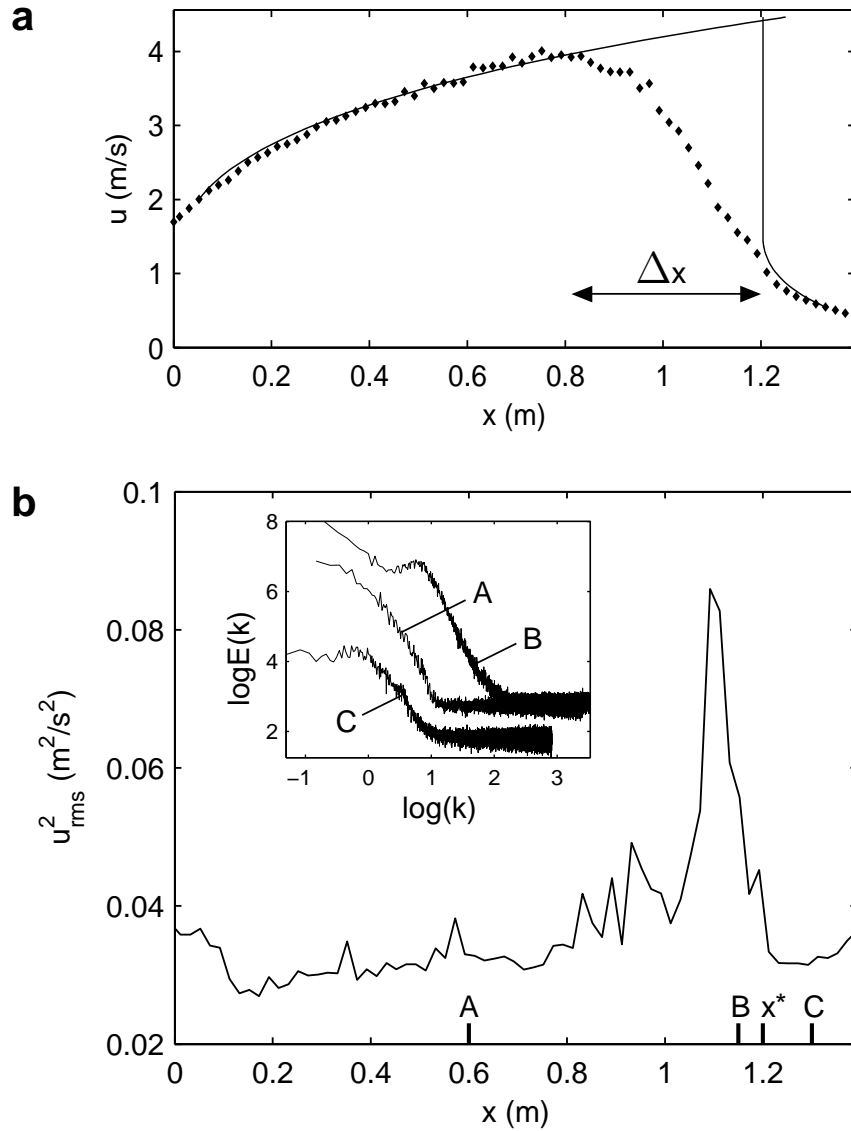 a
4
3
2
1
0
u (m/s)
Δx
0 0.2 0.4 0.6 0.8 1 1.2
x (m)
b
0.1
0.08
0.06
0.04
0.02
u²rms (m²/s²)
8
6
4
2
logE(k)
A
B
C
−1 0 1 2 3
log(k)
A B x* C
0 0.2 0.4 0.6 0.8 1 1.2
x (m)